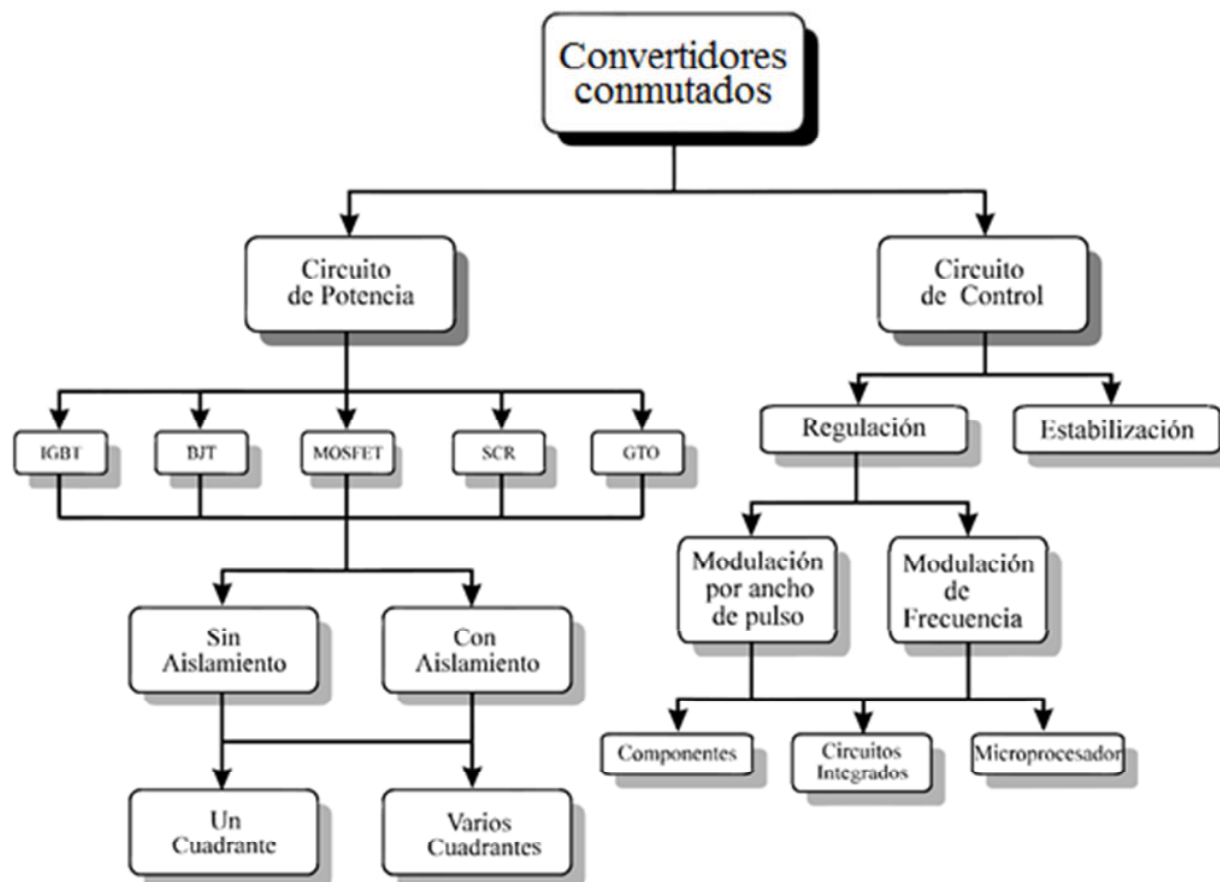 Convertidores
conmutados
Circuito
de Potencia
Circuito
de Control
IGBT
BJT
MOSFET
SCR
GTO
Regulación
Estabilización
Modulación
por ancho
de pulso
Modulación
de
Frecuencia
Sin
Aislamiento
Con
Aislamiento
Componentes
Circuitos
Integrados
Microprocesador
Un
Cuadrante
Varios
Cuadrantes